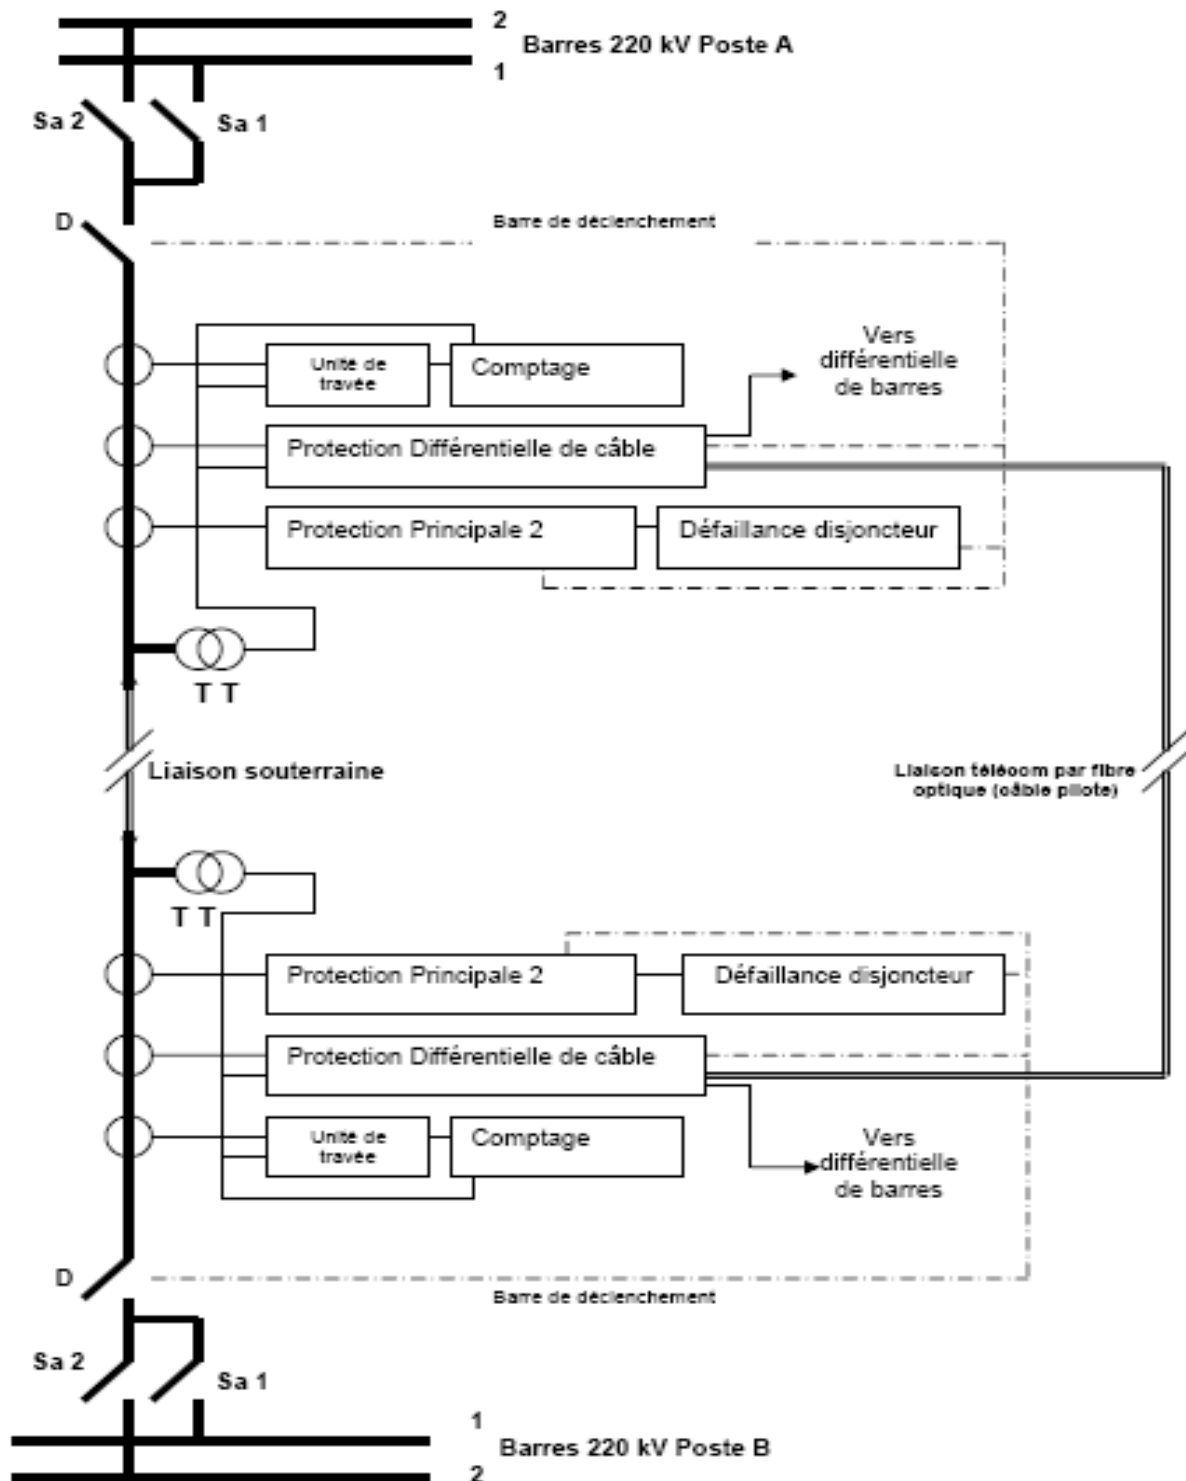 2
Barres 220 kV Poste A
1
Sa 2
Sa 1
D
Barre de déclenchement
Unité de
travée
Comptage
Vers
différentielle
de barres
Protection Différentielle de câble
Protection Principale 2
Défaillance disjoncteur
T T
Liaison souterraine
Liaison télécom par fibre
optique (câble pilote)
T T
Protection Principale 2
Défaillance disjoncteur
Protection Différentielle de câble
Unité de
travée
Comptage
Vers
différentielle
de barres
D
Barre de déclenchement
Sa 2
Sa 1
1
Barres 220 kV Poste B
2